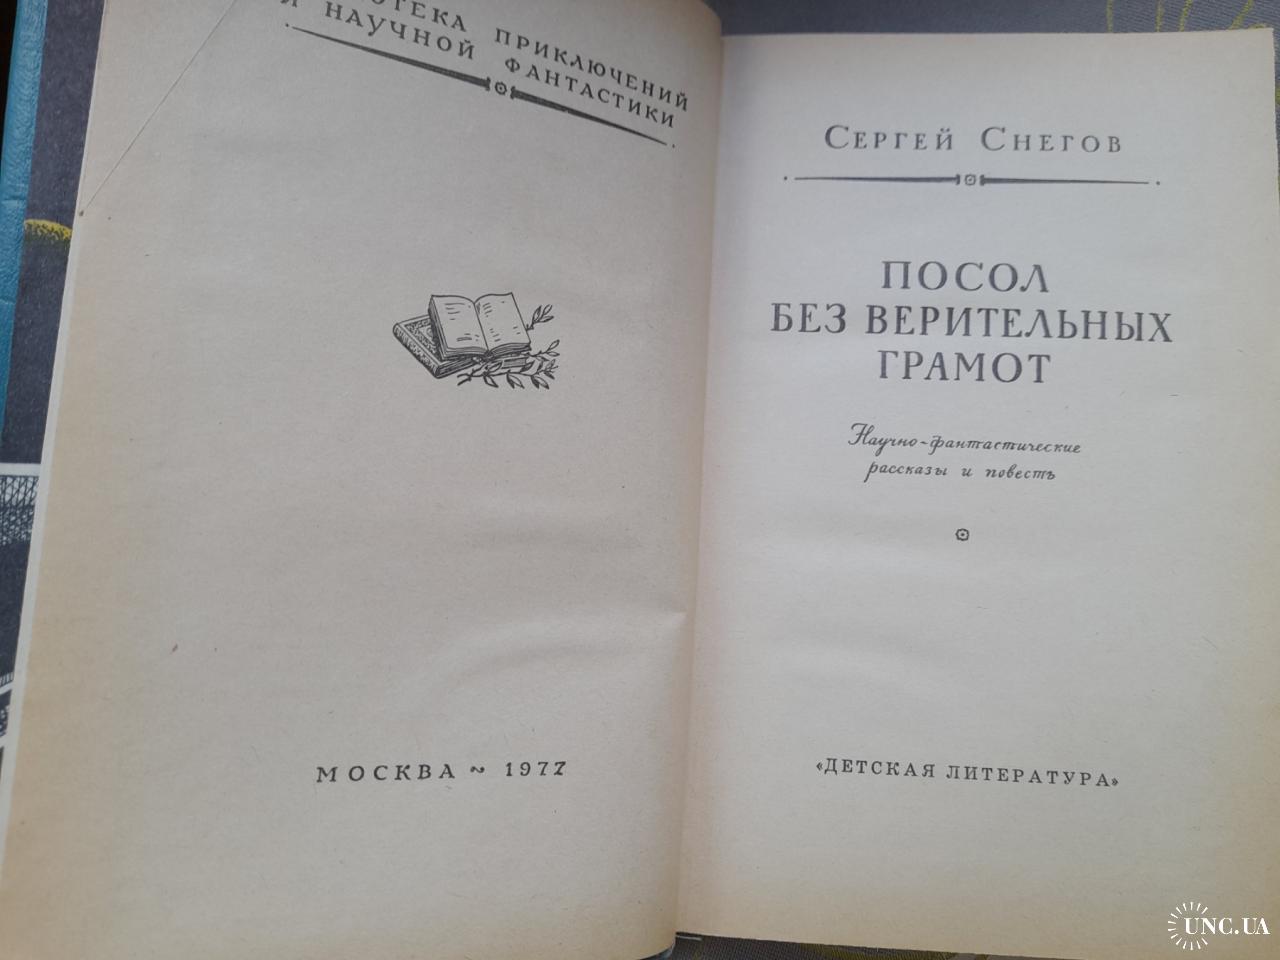 ОТЕКА ПРИКЛЮЧЕНИЙ
И НАУЧНОЙ ФАНТАСТИКИ
МОСКВА ~ 1977
СЕРГЕЙ СНЕГОВ
ПОСОЛ
БЕЗ ВЕРИТЕЛЬНЫХ
ГРАМОТ
Научно-фантастические
рассказы и повесть
«ДЕТСКАЯ ЛИТЕРАТУРА»
UNC.UA